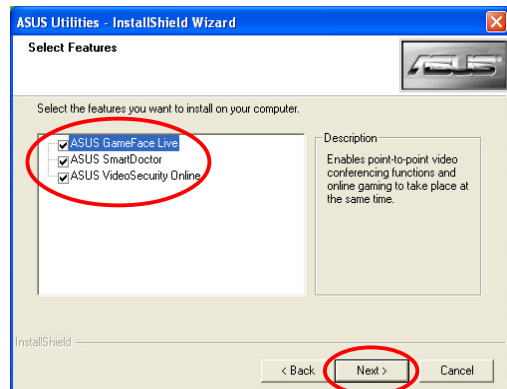 ASUS Utilities - InstallShield Wizard
Select Features
ASUS
Select the features you want to install on your computer.
ASUS GameFace Live
ASUS SmartDoctor
ASUS VideoSecurity Online
Description
Enables point-to-point video
conferencing functions and
online gaming to take place at
the same time.
InstallShield
< Back
Next >
Cancel